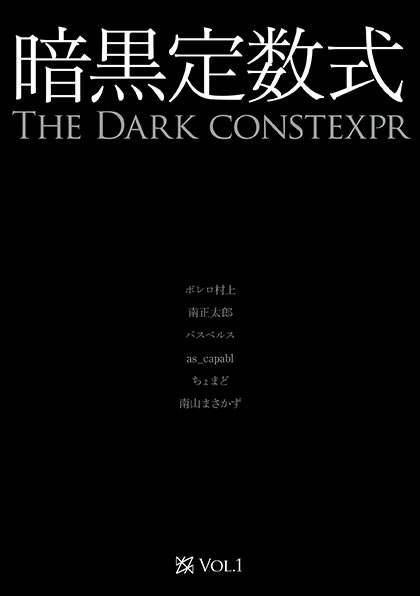 暗黒定数式
THE DARK CONSTEXPR
ボレロ村上
南正太郎
パスベルス
as_capabl
ちょまど
南山まさかず
VOL.1